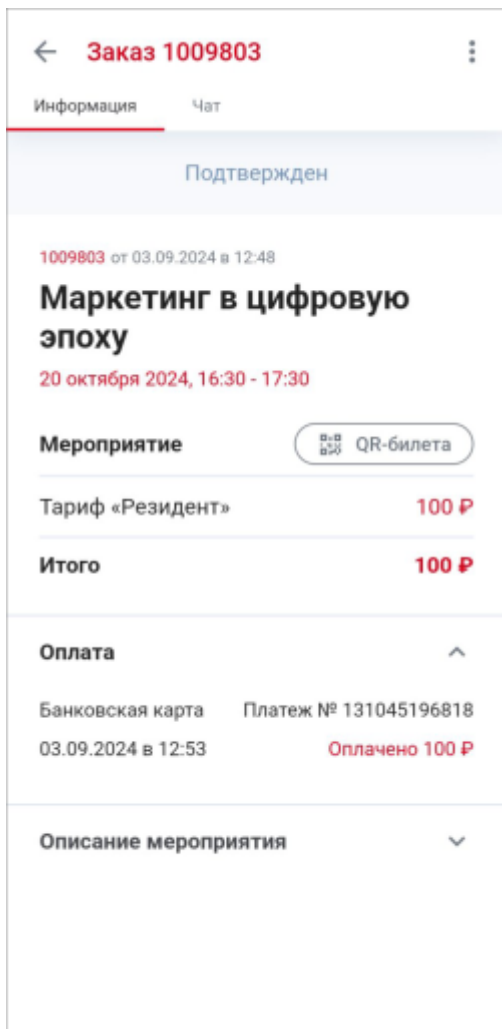 Заказ 1009803
Информация Чат
Подтвержден
1009803 от 03.09.2024 в 12:48
Маркетинг в цифровую
эпоху
20 октября 2024, 16:30 - 17:30
Мероприятие QR-билета
Тариф «Резидент» 100 ₽
Итого 100 ₽
Оплата
Банковская карта Платеж № 131045196818
03.09.2024 в 12:53 Оплачено 100 ₽
Описание мероприятия